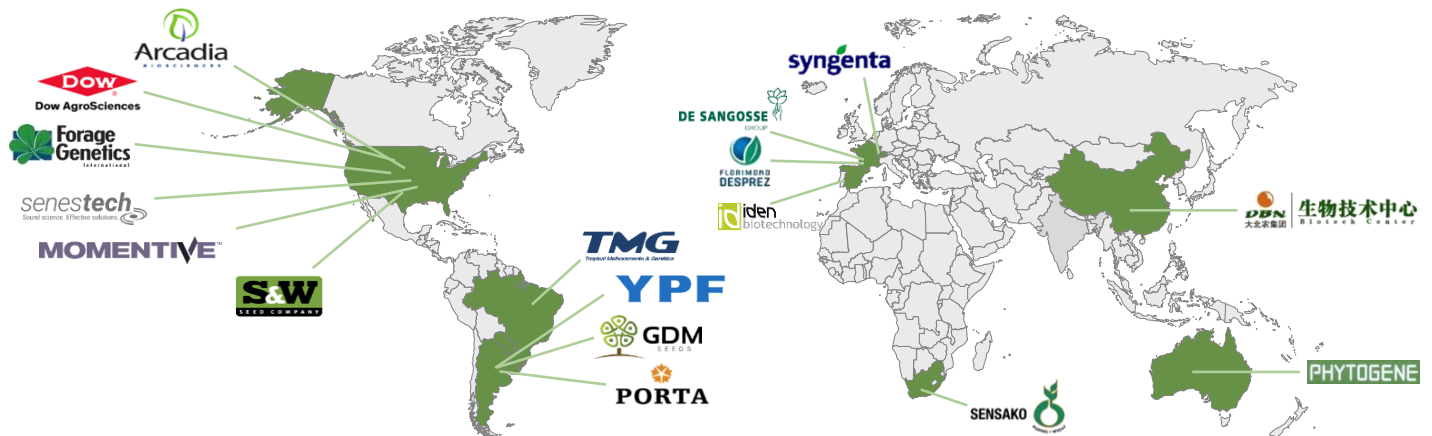 Arcadia
BIOSCIENCES
DOW
Dow AgroSciences
Forage
Genetics
International
senestech
Sound science. Effective solutions.
MOMENTIVE™
S&W
SEED COMPANY
TMG
Tropical Melhoramento & Genética
YPF
GDM
SEEDS
PORTA
syngenta
DE SANGOSSE
GROUP
FLORIMOND
DESPREZ
iden
biotechnology
DBN
大北农集团
生物技术中心
Biotech Center
SENSAKO
PHYTOGENE